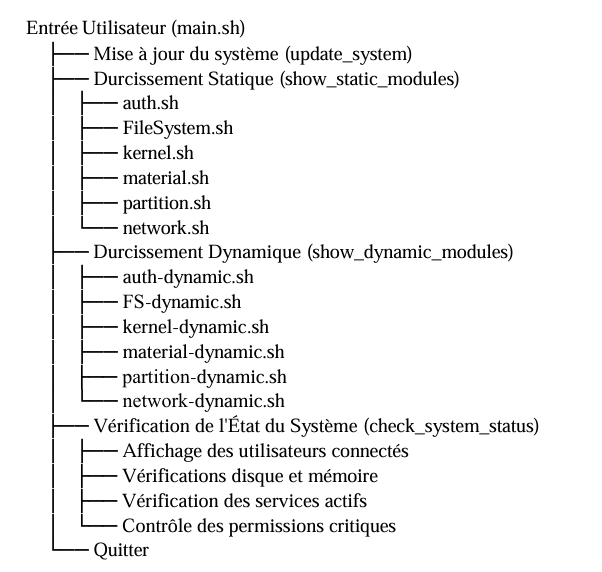 Entrée Utilisateur (main.sh)
├── Mise à jour du système (update_system)
├── Durcissement Statique (show_static_modules)
│   ├── auth.sh
│   ├── FileSystem.sh
│   ├── kernel.sh
│   ├── material.sh
│   ├── partition.sh
│   └── network.sh
├── Durcissement Dynamique (show_dynamic_modules)
│   ├── auth-dynamic.sh
│   ├── FS-dynamic.sh
│   ├── kernel-dynamic.sh
│   ├── material-dynamic.sh
│   ├── partition-dynamic.sh
│   └── network-dynamic.sh
├── Vérification de l'État du Système (check_system_status)
│   ├── Affichage des utilisateurs connectés
│   ├── Vérifications disque et mémoire
│   ├── Vérification des services actifs
│   └── Contrôle des permissions critiques
└── Quitter